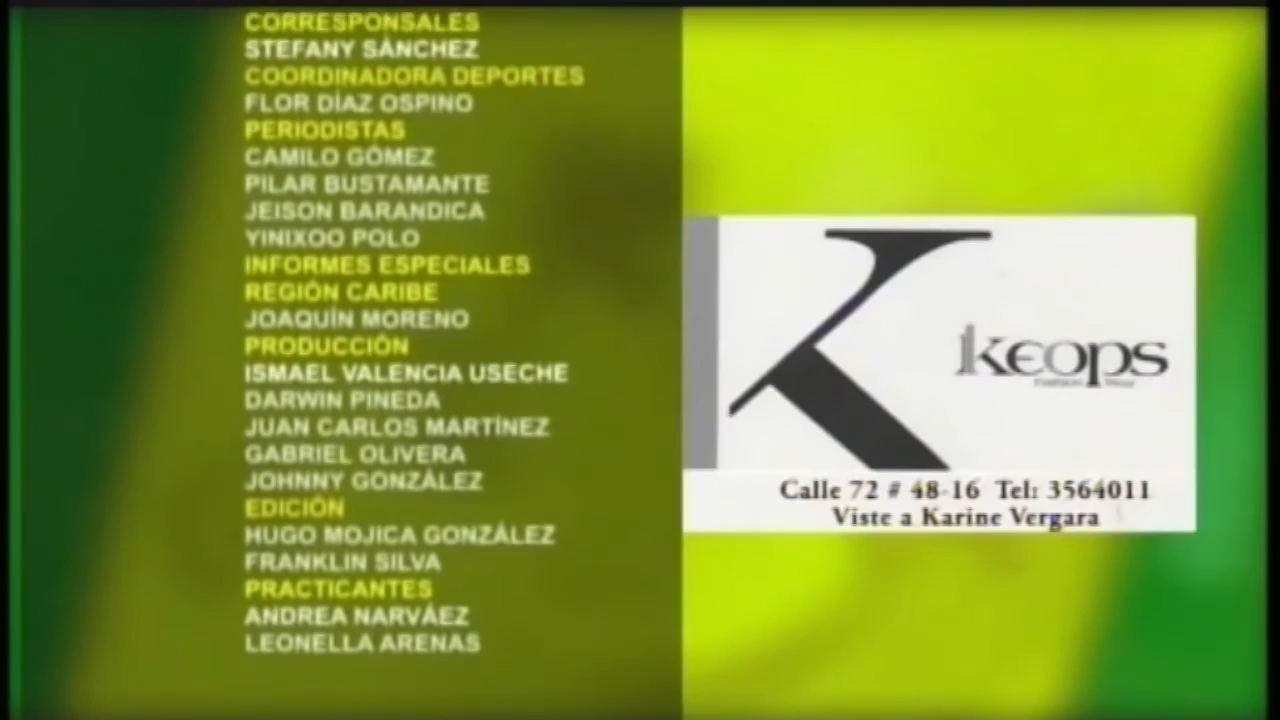 CORRESPONSALES
STEFANY SÁNCHEZ
COORDINADORA DEPORTES
FLOR DÍAZ OSPINO
PERIODISTAS
CAMILO GÓMEZ
PILAR BUSTAMANTE
JEISON BARANDICA
YINIXOO POLO
INFORMES ESPECIALES
REGIÓN CARIBE
JOAQUÍN MORENO
PRODUCCIÓN
ISMAEL VALENCIA USECHE
DARWIN PINEDA
JUAN CARLOS MARTÍNEZ
GABRIEL OLIVERA
JOHNNY GONZÁLEZ
EDICIÓN
HUGO MOJICA GONZÁLEZ
FRANKLIN SILVA
PRACTICANTES
ANDREA NARVÁEZ
LEONELLA ARENAS
K
keops
Fashion Wear
Calle 72 # 48-16 Tel: 3564011
Viste a Karine Vergara